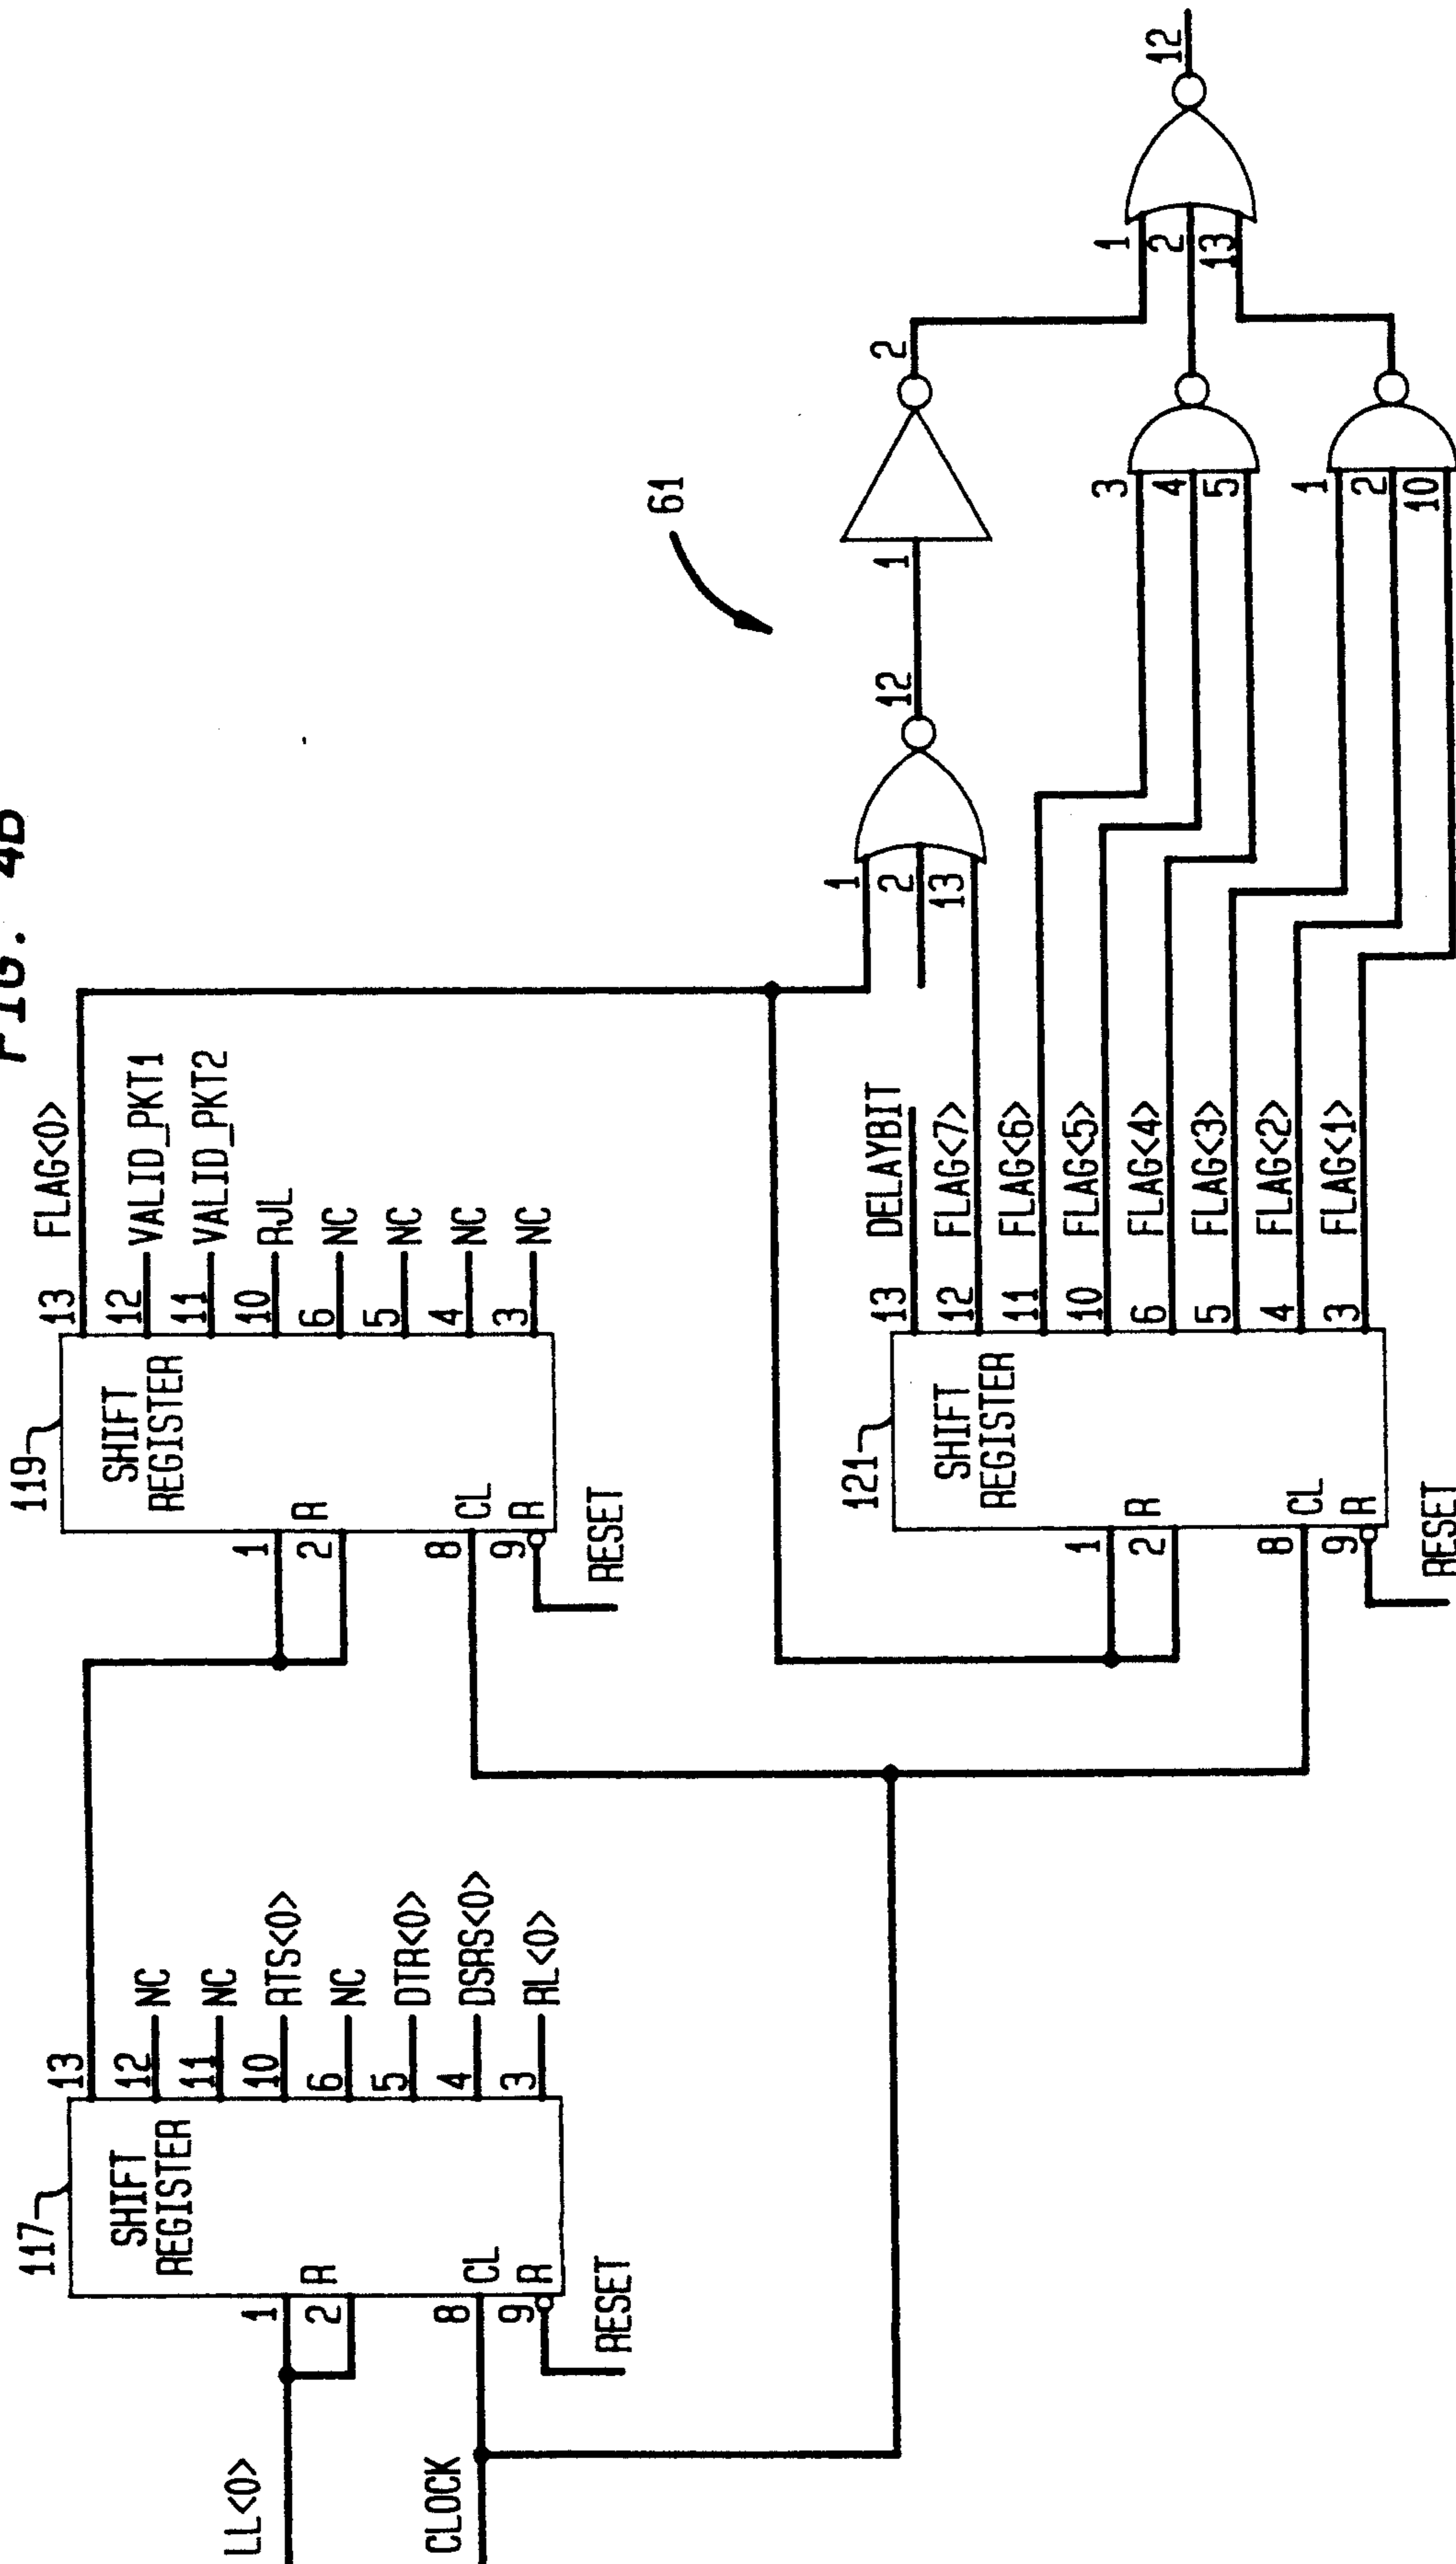 FIG. 4B
LL<0>
CLOCK
117
SHIFT
REGISTER
1
2
R
8
CL
9
R
RESET
13
12
NC
11
NC
10
RTS<0>
6
NC
5
DTR<0>
4
DSRS<0>
3
RL<0>
119
SHIFT
REGISTER
1
2
R
8
CL
9
R
RESET
13
FLAG<0>
12
VALID_PKT1
11
VALID_PKT2
10
RJL
6
NC
5
NC
4
NC
3
NC
121
SHIFT
REGISTER
1
2
R
8
CL
9
R
RESET
13
DELAYBIT
12
FLAG<7>
11
FLAG<6>
10
FLAG<5>
6
FLAG<4>
5
FLAG<3>
4
FLAG<2>
3
FLAG<1>
1
2
13
12
61
1
2
3
4
5
1
2
10
1
2
13
12